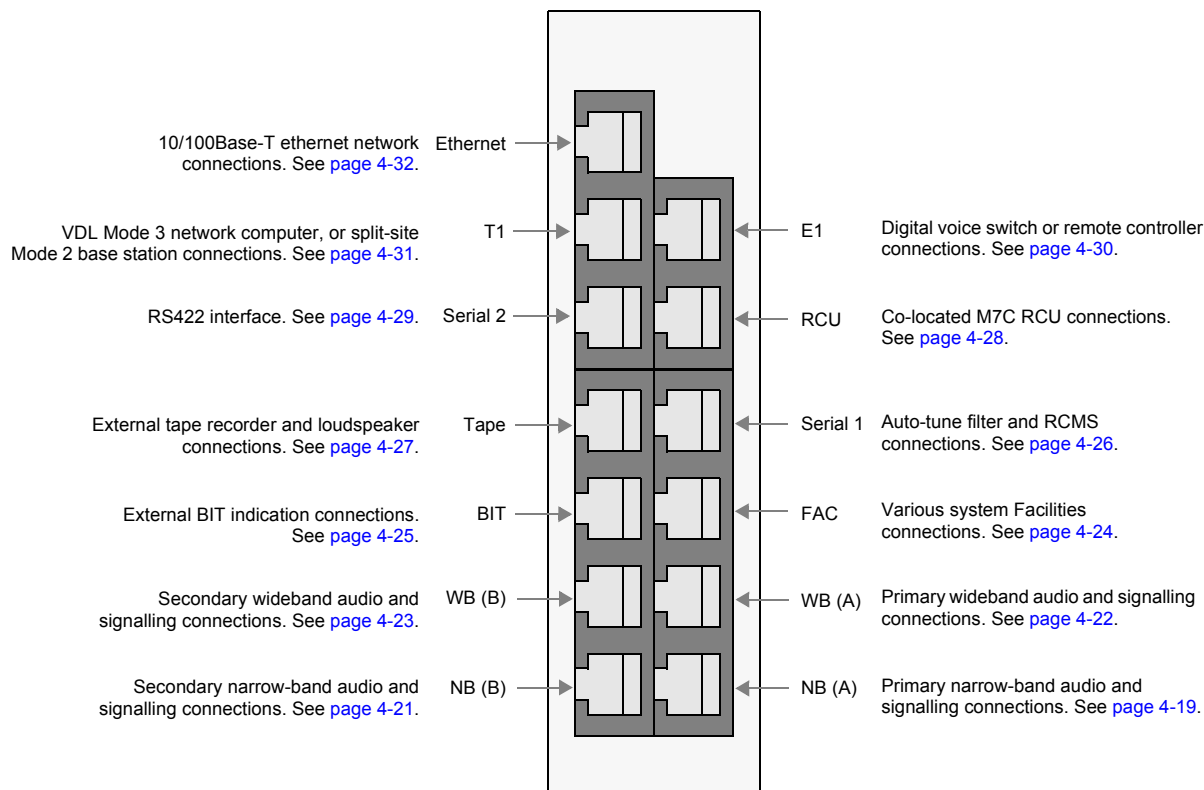 10/100Base-T ethernet network
connections. See page 4-32.
Ethernet
VDL Mode 3 network computer, or split-site
Mode 2 base station connections. See page 4-31.
T1
E1
Digital voice switch or remote controller
connections. See page 4-30.
RS422 interface. See page 4-29.
Serial 2
RCU
Co-located M7C RCU connections.
See page 4-28.
External tape recorder and loudspeaker
connections. See page 4-27.
Tape
Serial 1
Auto-tune filter and RCMS
connections. See page 4-26.
External BIT indication connections.
See page 4-25.
BIT
FAC
Various system Facilities
connections. See page 4-24.
Secondary wideband audio and
signalling connections. See page 4-23.
WB (B)
WB (A)
Primary wideband audio and signalling
connections. See page 4-22.
Secondary narrow-band audio and
signalling connections. See page 4-21.
NB (B)
NB (A)
Primary narrow-band audio and
signalling connections. See page 4-19.